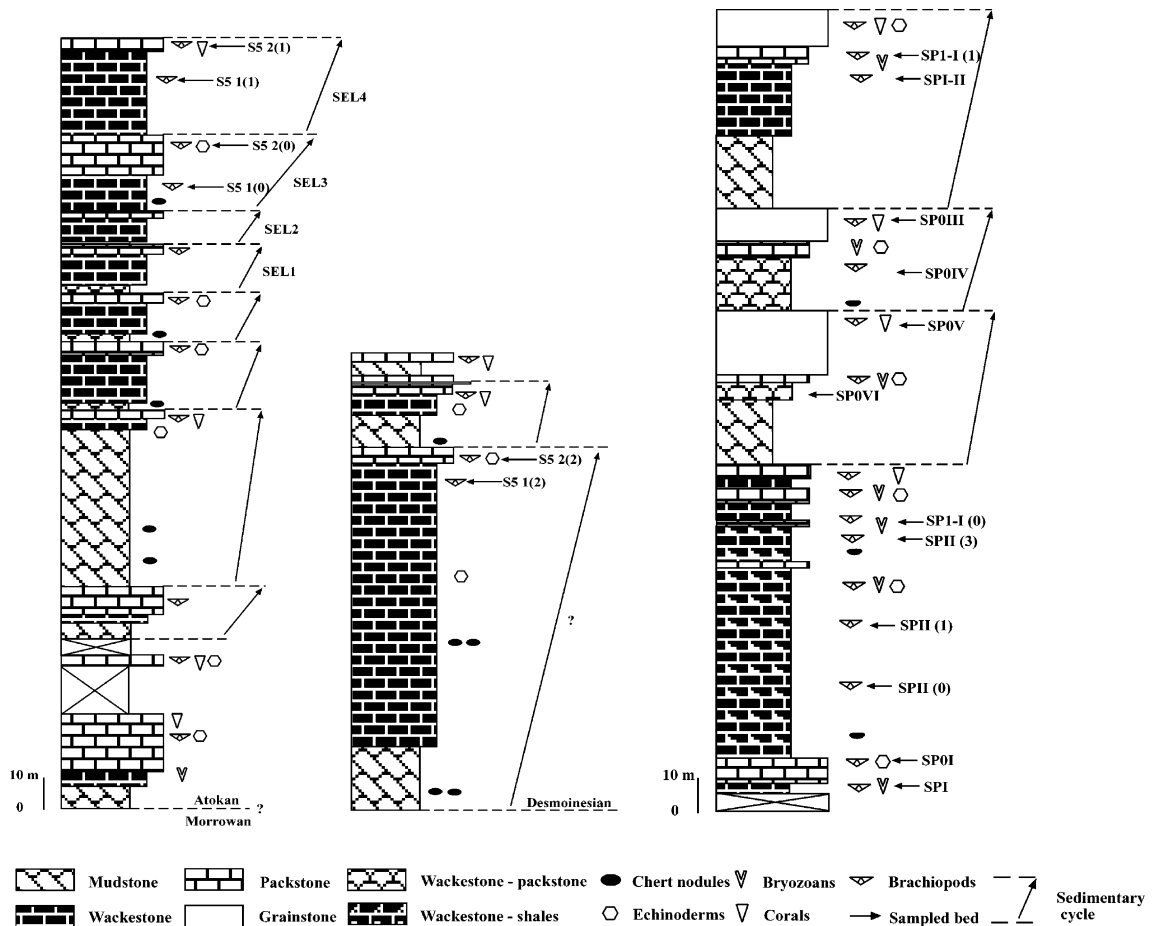 S5 2(1)
S5 1(1)
SEL4
S5 2(0)
SEL3
S5 1(0)
SEL2
SEL1
10 m
0
Atokan
Morrowan
?
S5 2(2)
S5 1(2)
?
Desmoinesian
SP1-I (1)
SPI-II
SP0III
SP0IV
SP0V
SP0VI
SP1-I (0)
SPII (3)
SPII (1)
SPII (0)
SP0I
SPI
10 m
0
Mudstone
Packstone
Wackestone - packstone
Chert nodules
Bryozoans
Brachiopods
Wackestone
Grainstone
Wackestone - shales
Echinoderms
Corals
Sampled bed
Sedimentary
cycle